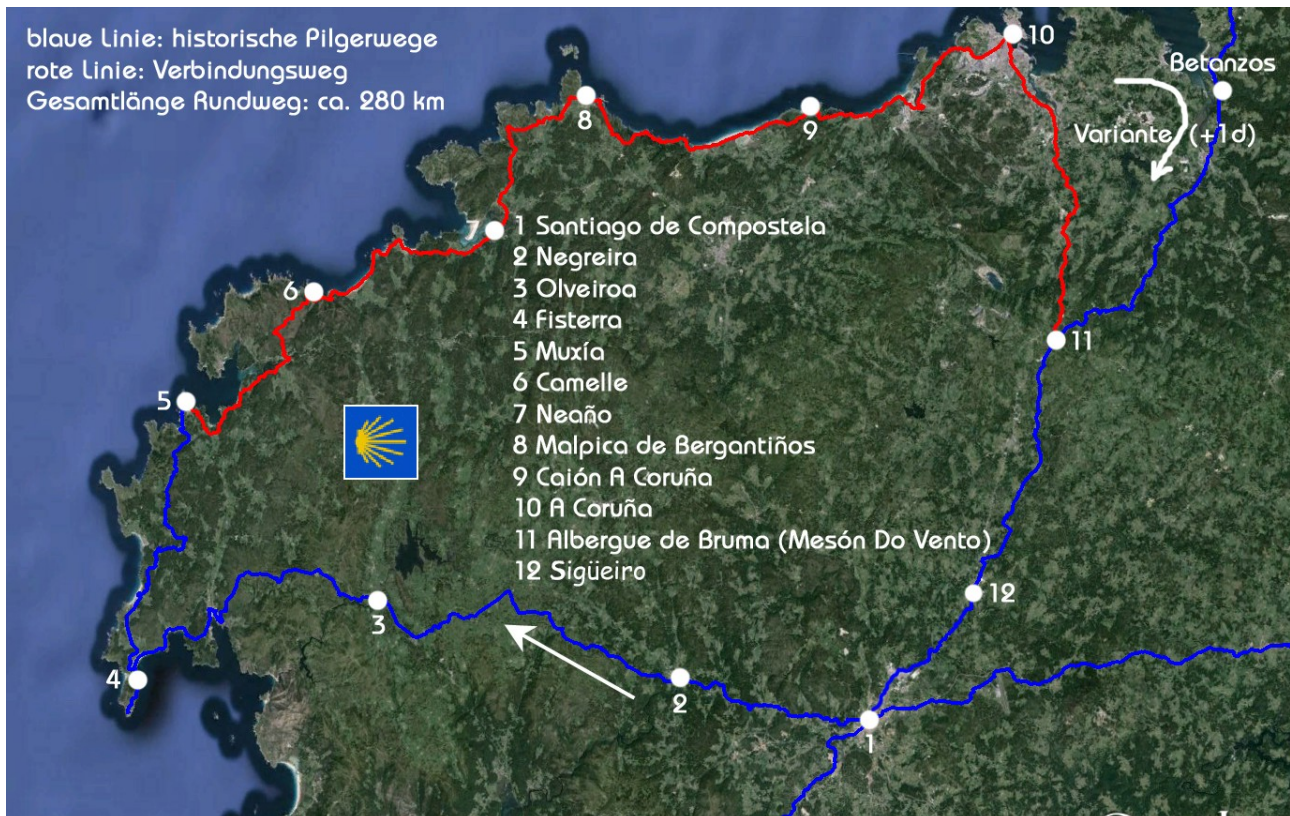 blaue Linie: historische Pilgerwege
rote Linie: Verbindungsweg
Gesamtlänge Rundweg: ca. 280 km
10
Betanzos
8
9
Variante (+1d)
7
1 Santiago de Compostela
2 Negreira
6
3 Olveiroa
4 Fisterra
11
5 Muxía
6 Camelle
5
7 Neaño
8 Malpica de Bergantiños
9 Caión A Coruña
10 A Coruña
11 Albergue de Bruma (Mesón Do Vento)
12 Sigüeiro
12
3
4
2
1